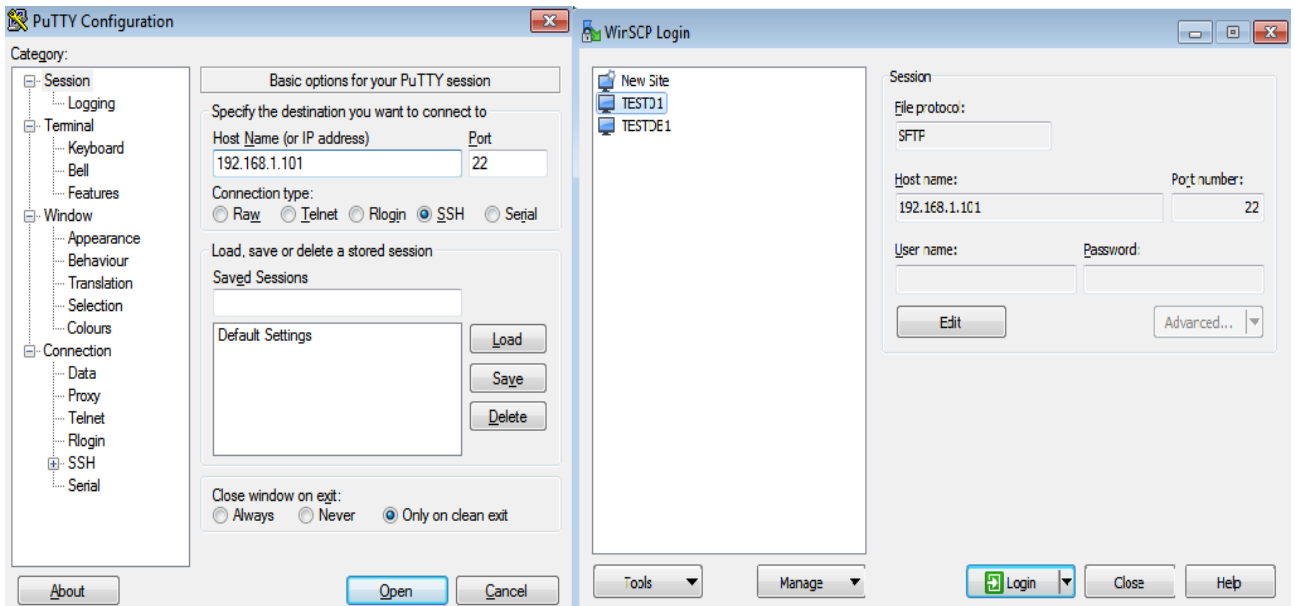 PuTTY Configuration
Category:
Session
Logging
Terminal
Keyboard
Bell
Features
Window
Appearance
Behaviour
Translation
Selection
Colours
Connection
Data
Proxy
Telnet
Rlogin
SSH
Serial
Basic options for your PuTTY session
Specify the destination you want to connect to
Host Name (or IP address) Port
192.168.1.101 22
Connection type:
Raw Telnet Rlogin SSH Serial
Load, save or delete a stored session
Saved Sessions
Default Settings
Load
Save
Delete
Close window on exit:
Always Never Only on clean exit
About Open Cancel
WinSCP Login
New Site
TESTD1
TESTDE1
Session
File protocol:
SFTP
Host name: Port number:
192.168.1.101 22
User name: Password:
Edit Advanced...
Tools Manage Login Close Help